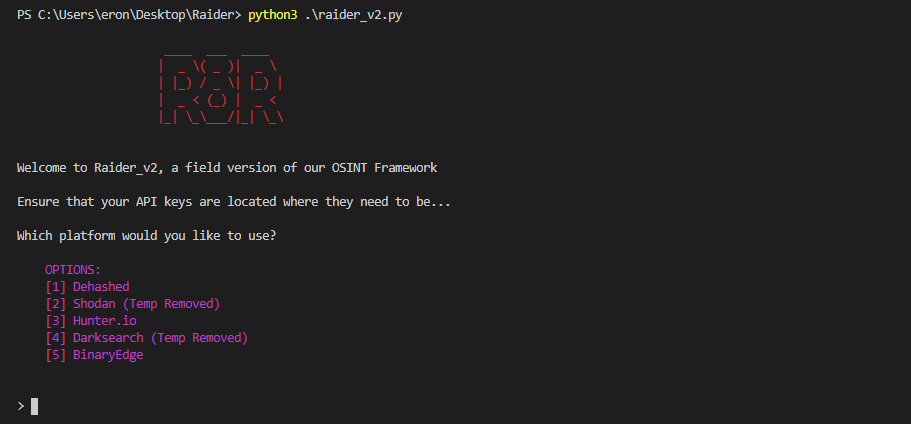 PS C:\Users\eron\Desktop\Raider> python3 .\raider_v2.py
 ____  ___  ____
|  _ \( _ )|  _ \
| |_) / _ \| |_) |
|  _ < (_) |  _ <
|_| \_\___/|_| \_\
Welcome to Raider_v2, a field version of our OSINT Framework
Ensure that your API keys are located where they need to be...
Which platform would you like to use?
OPTIONS:
[1] Dehashed
[2] Shodan (Temp Removed)
[3] Hunter.io
[4] Darksearch (Temp Removed)
[5] BinaryEdge
>